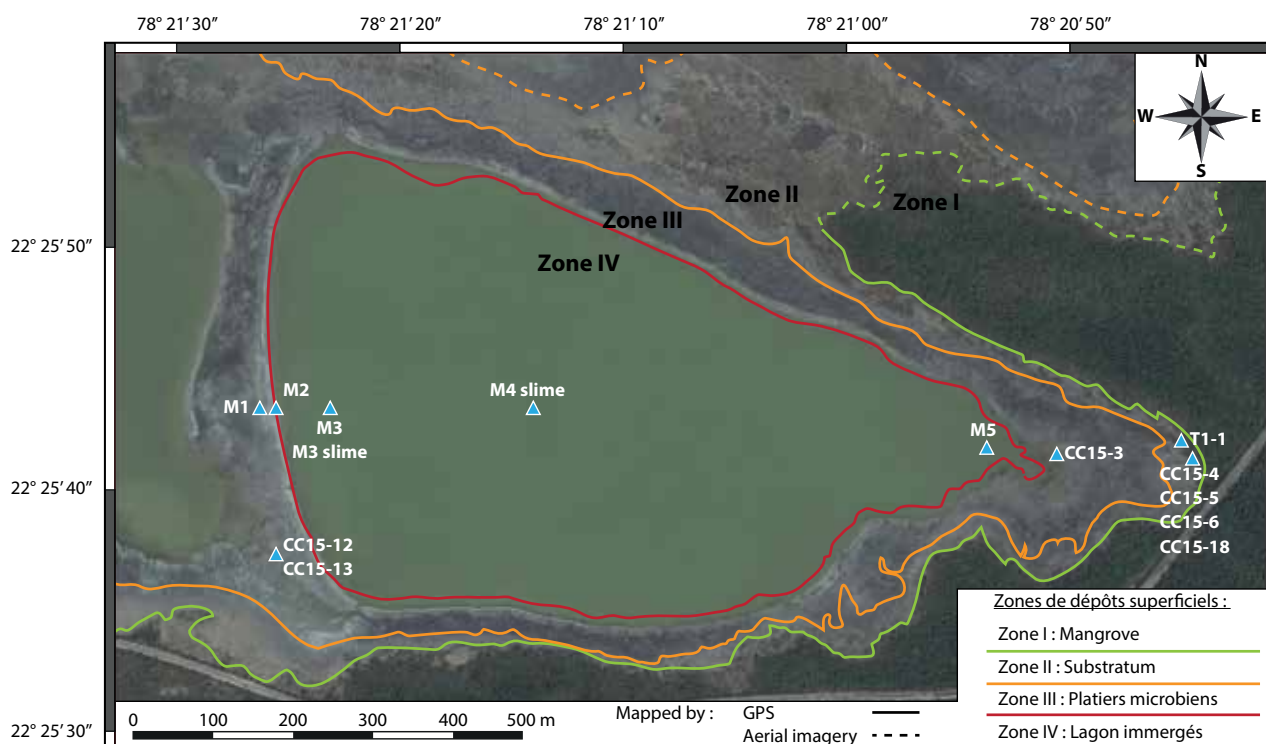 78° 21’ 30’’ 78° 21’ 20’’ 78° 21’ 10’’ 78° 21’ 00’’ 78° 20’ 50’’
N
W E
S
Zone II
Zone I
Zone III
22° 25’ 50’’
Zone IV
M2
M4 slime
M1
M3
M3 slime
M5
T1-1
CC15-3
CC15-4
22° 25’ 40’’
CC15-5
CC15-6
CC15-18
CC15-12
CC15-13
Zones de dépôts superficiels :
Zone I : Mangrove
Zone II : Substratum
Zone III : Platiers microbiens
Zone IV : Lagon immergés
0 100 200 300 400 500 m
Mapped by : GPS
Aerial imagery
22° 25’ 30’’